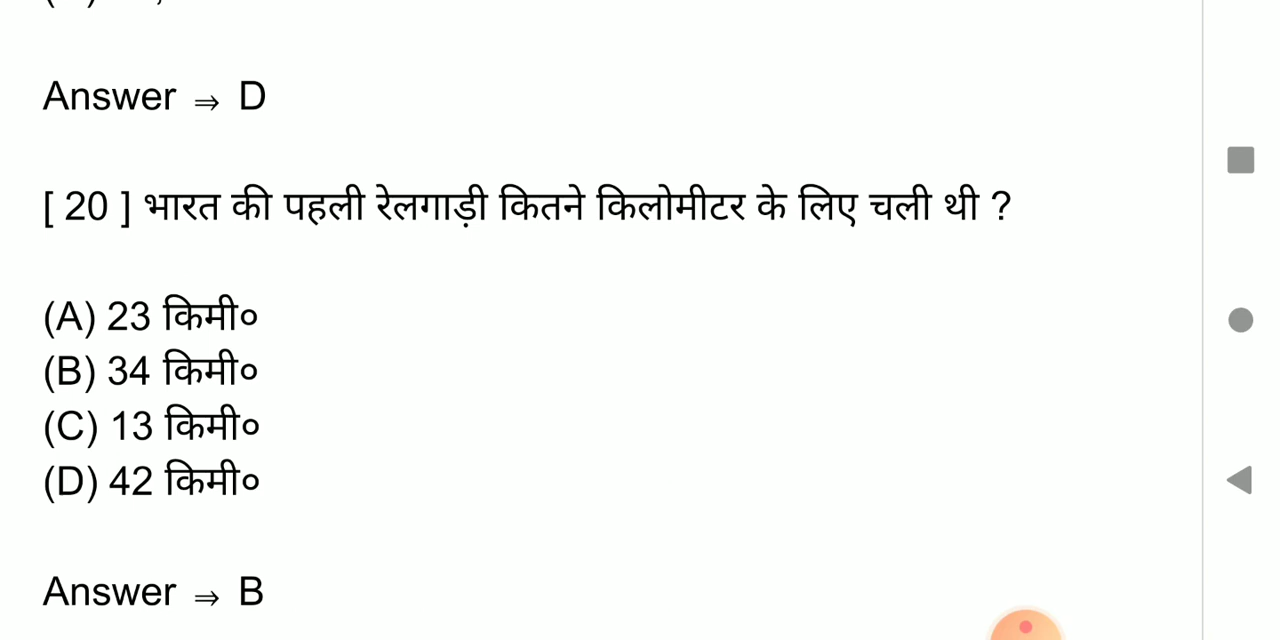 Answer ⇒ D
[ 20 ] भारत की पहली रेलगाड़ी कितने किलोमीटर के लिए चली थी ?
(A) 23 किमी०
(B) 34 किमी०
(C) 13 किमी०
(D) 42 किमी०
Answer ⇒ B